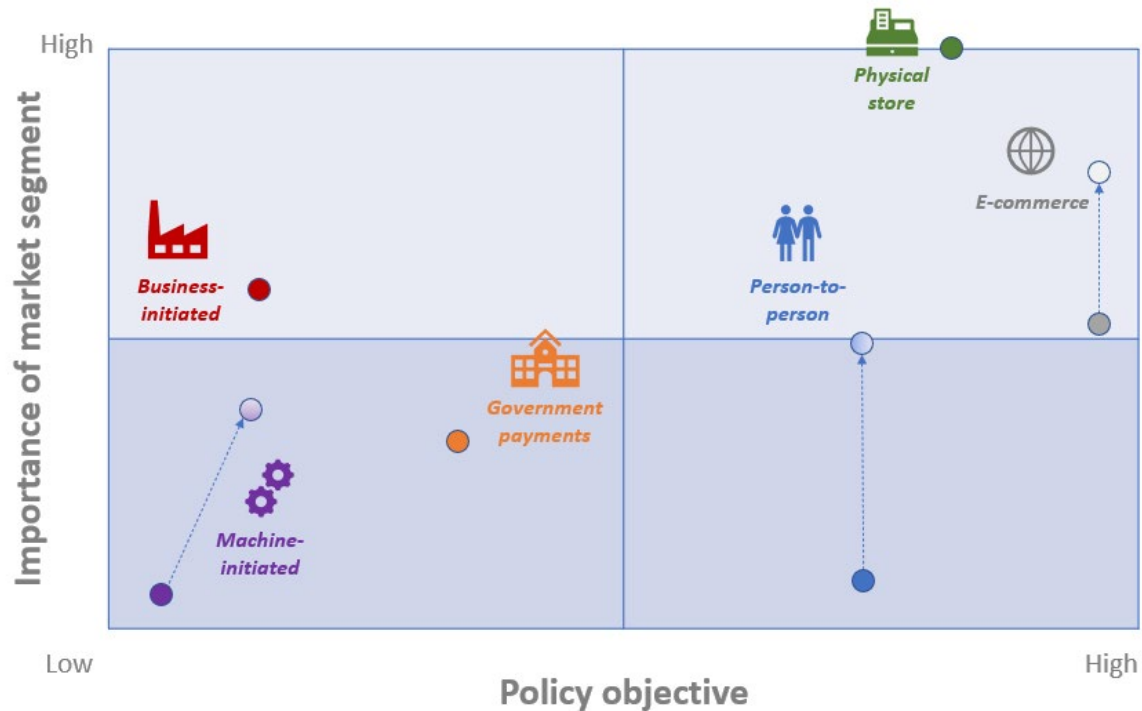 High
Importance of market segment
Physical
store
E-commerce
Business-
initiated
Person-to-
person
Government
payments
Machine-
initiated
Low
High
Policy objective